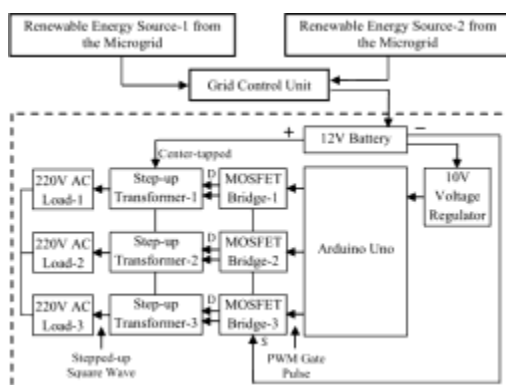 Renewable Energy Source-1 from
the Microgrid
Renewable Energy Source-2 from
the Microgrid
Grid Control Unit
+
12V Battery
−
Center-tapped
220V AC
Load-1
Step-up
Transformer-1
D
MOSFET
Bridge-1
Arduino Uno
10V
Voltage
Regulator
220V AC
Load-2
Step-up
Transformer-2
D
MOSFET
Bridge-2
220V AC
Load-3
Step-up
Transformer-3
D
MOSFET
Bridge-3
S
Stepped-up
Square Wave
PWM Gate
Pulse